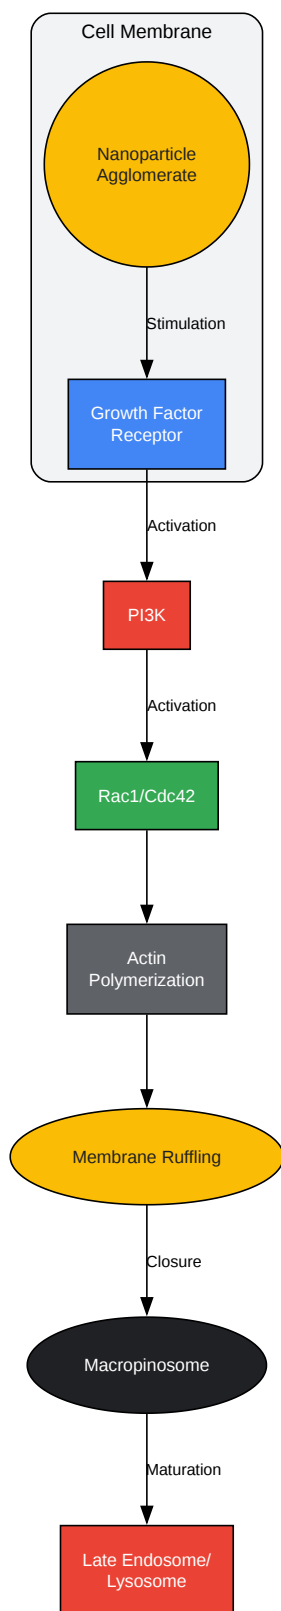 Cell Membrane
Nanoparticle
Agglomerate
Stimulation
Growth Factor
Receptor
Activation
PI3K
Activation
Rac1/Cdc42
Actin
Polymerization
Membrane Ruffling
Closure
Macropinosome
Maturation
Late Endosome/
Lysosome